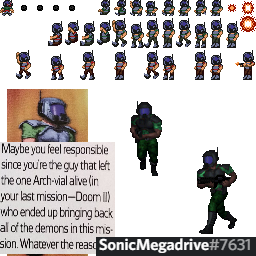 Maybe you feel responsible
since you're the guy that left
the one Arch-vial alive (in
your last mission—Doom II)
who ended up bringing back
all of the demons in this mis-
sion. Whatever the reaso
SonicMegadrive#7631